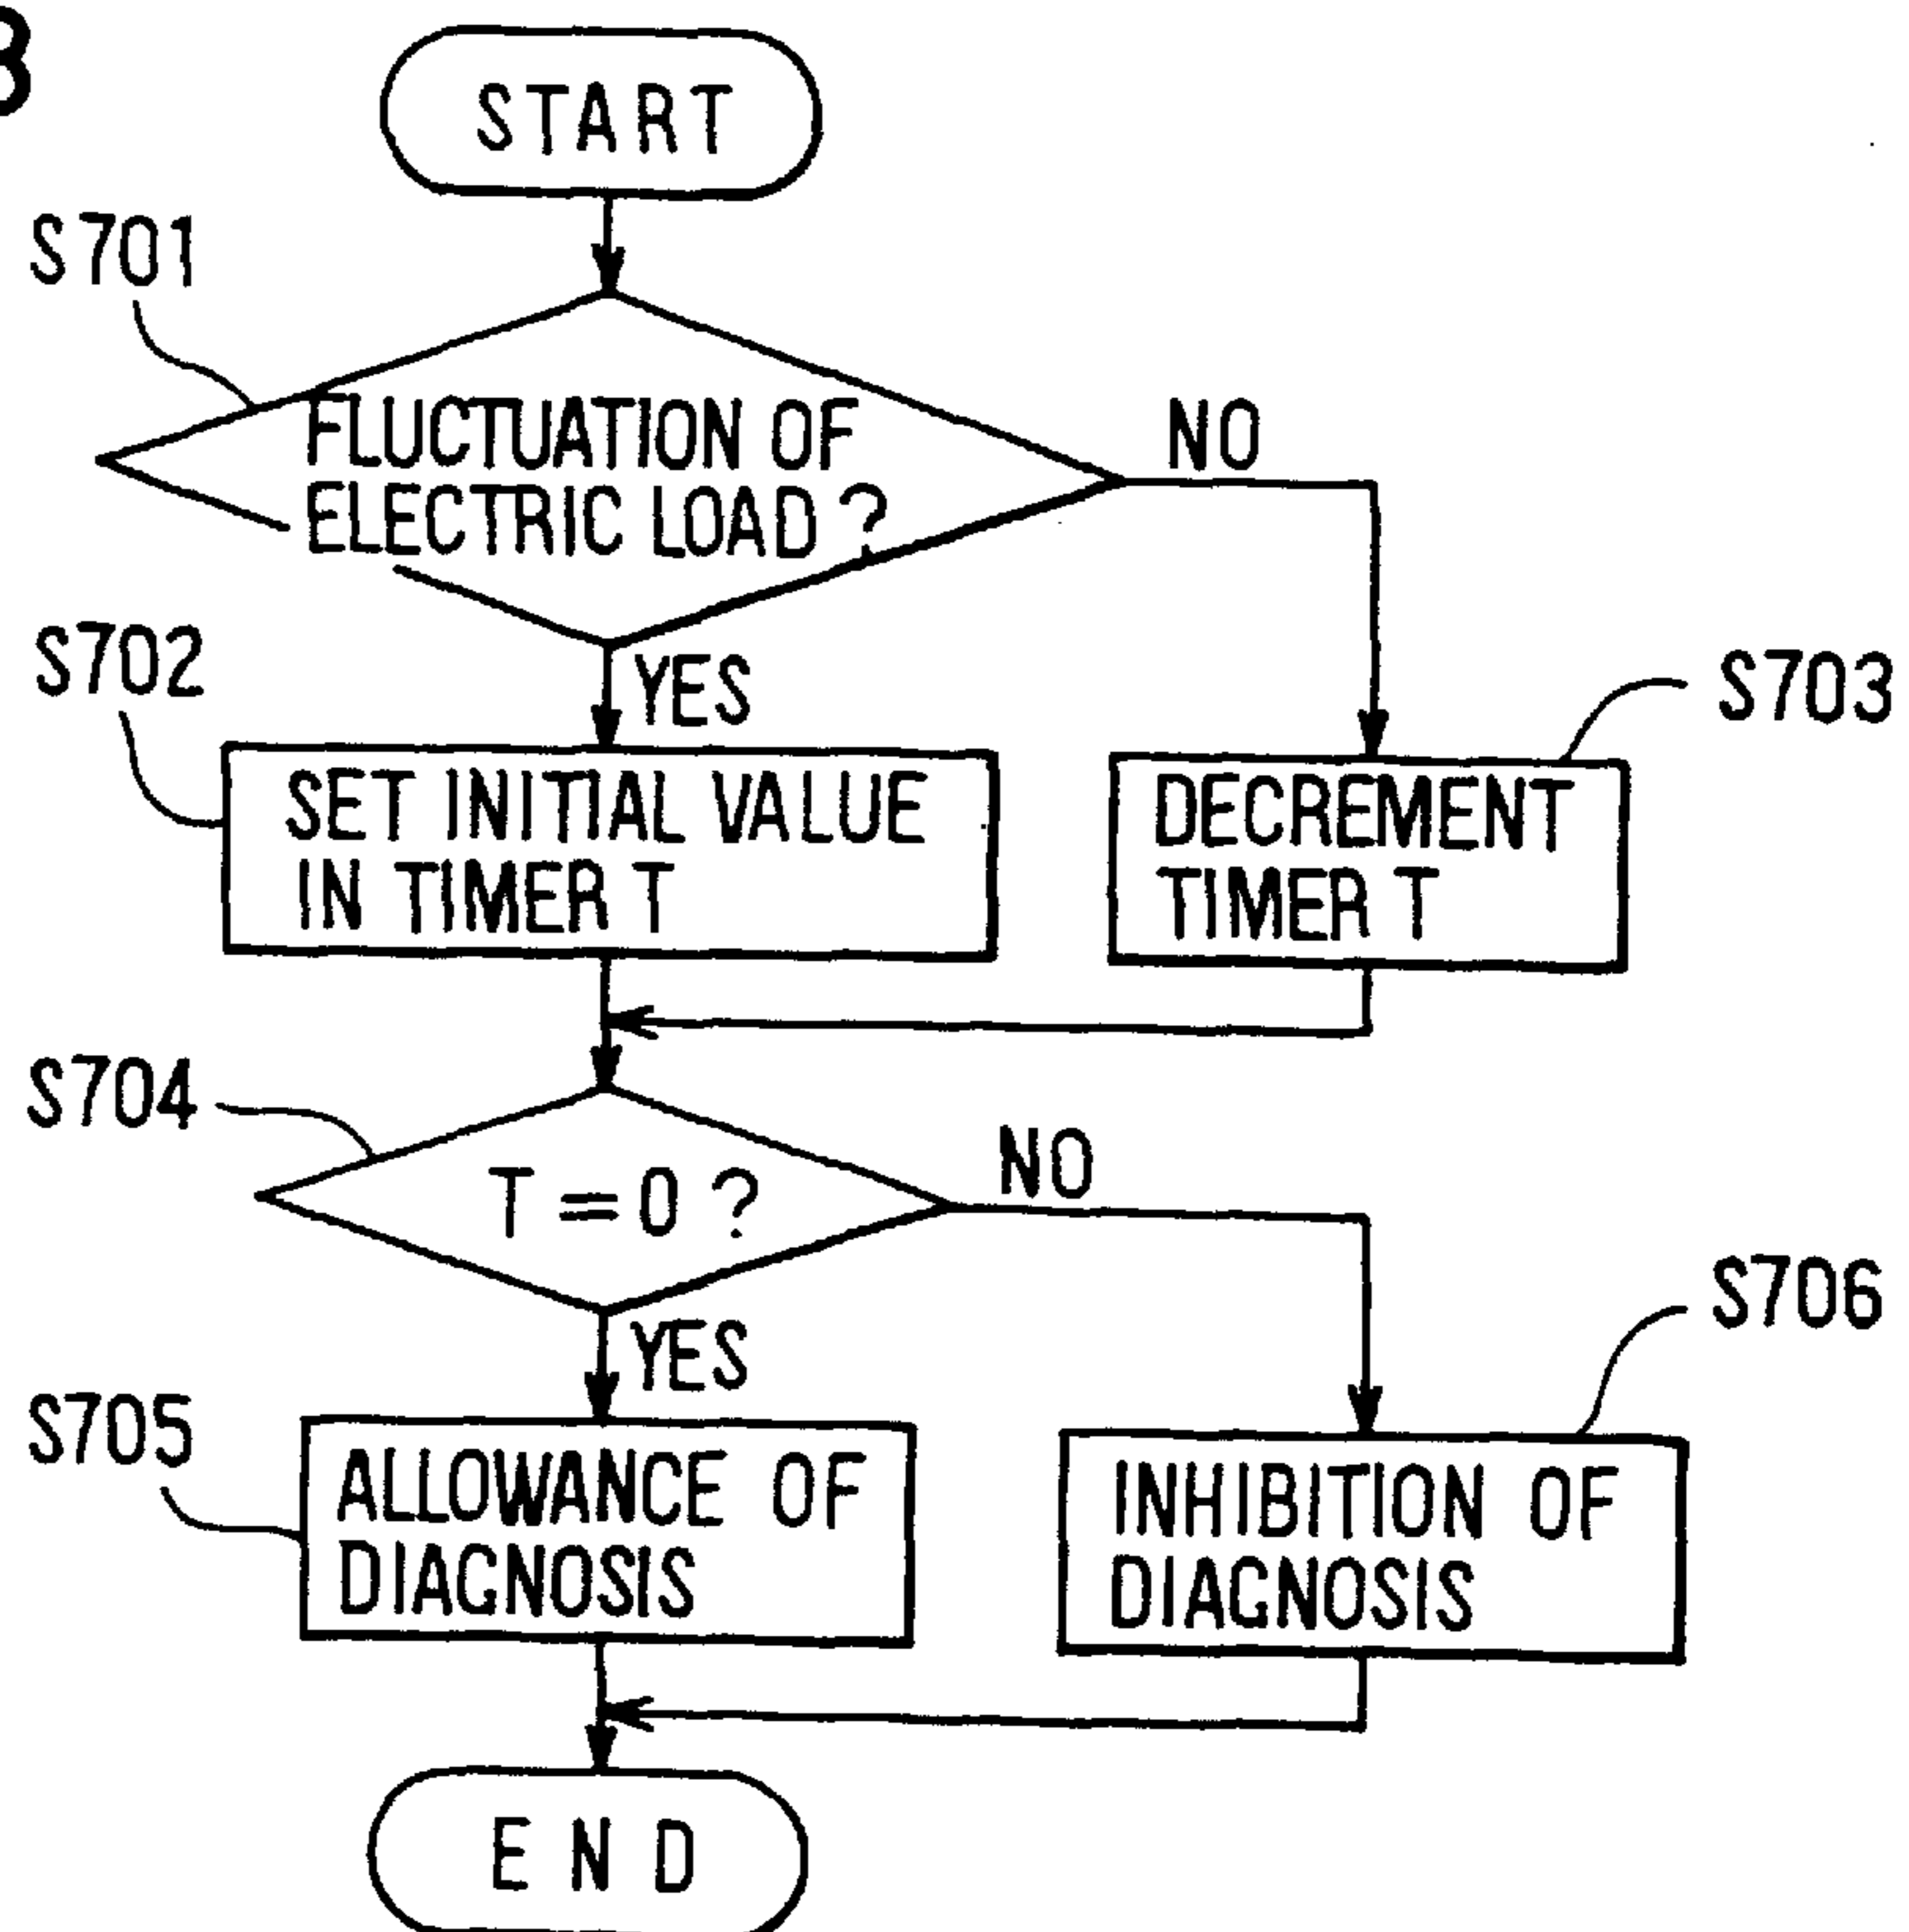 START
S701
FLUCTUATION OF
ELECTRIC LOAD ?
NO
YES
S702
SET INITIAL VALUE
IN TIMER T
S703
DECREMENT
TIMER T
S704
T = 0 ?
NO
YES
S705
ALLOWANCE OF
DIAGNOSIS
S706
INHIBITION OF
DIAGNOSIS
END